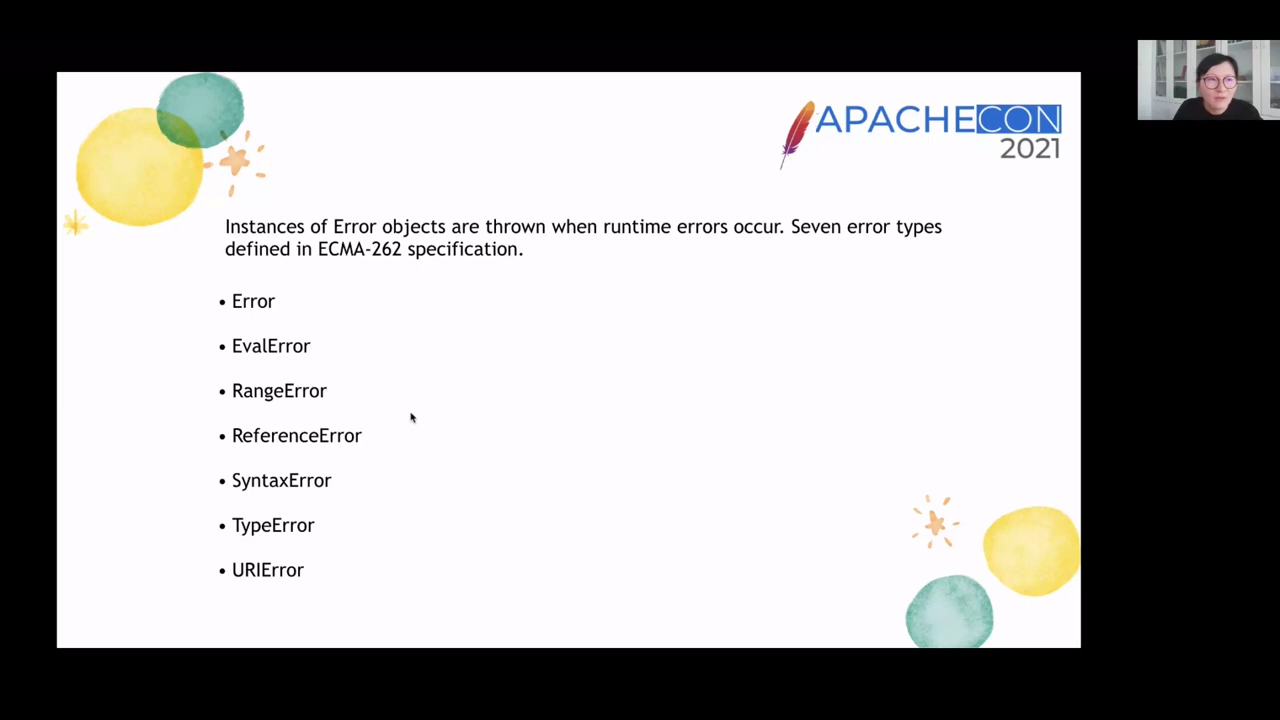 APACHECON
2021
Instances of Error objects are thrown when runtime errors occur. Seven error types
defined in ECMA-262 specification.
• Error
• EvalError
• RangeError
• ReferenceError
• SyntaxError
• TypeError
• URIError